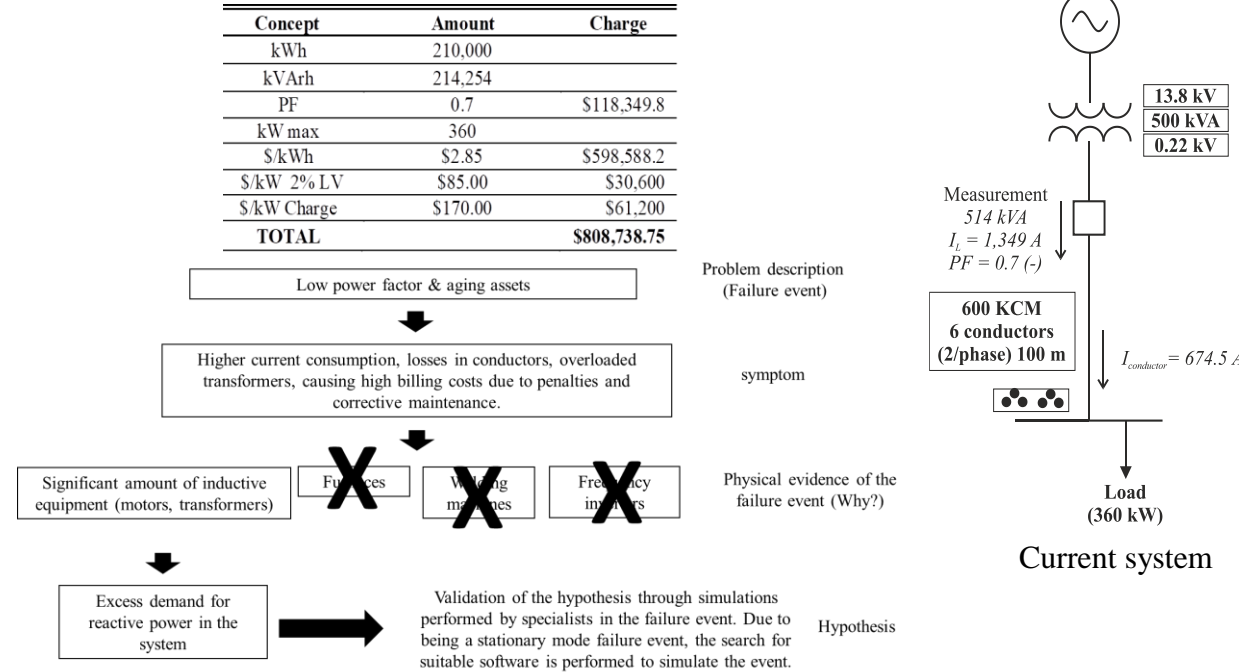 Concept Amount Charge
kWh 210,000
kVArh 214,254
PF 0.7 $118,349.8
kW max 360
$/kWh $2.85 $598,588.2
$/kW 2% LV $85.00 $30,600
$/kW Charge $170.00 $61,200
TOTAL $808,738.75
Low power factor & aging assets
Problem description
(Failure event)
Higher current consumption, losses in conductors, overloaded
transformers, causing high billing costs due to penalties and
corrective maintenance.
symptom
Significant amount of inductive
equipment (motors, transformers)
X
X
X
Physical evidence of the
failure event (Why?)
Excess demand for
reactive power in the
system
Validation of the hypothesis through simulations
performed by specialists in the failure event. Due to
being a stationary mode failure event, the search for
suitable software is performed to simulate the event.
Hypothesis
13.8 kV
500 kVA
0.22 kV
Measurement
514 kVA
I_L = 1,349 A
PF = 0.7 (-)
600 KCM
6 conductors
(2/phase) 100 m
I_conductor = 674.5 A
Load
(360 kW)
Current system